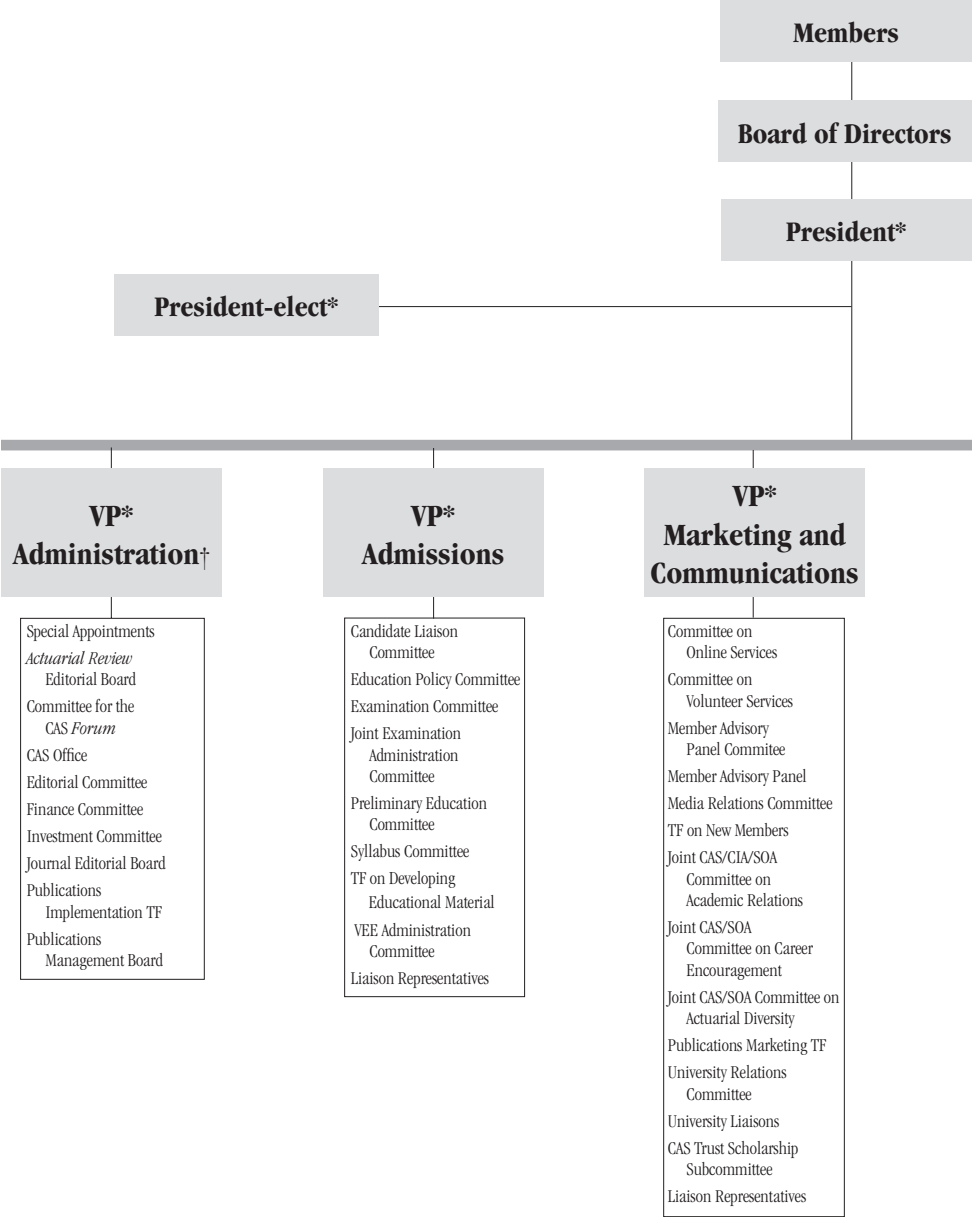 Members
Board of Directors
President*
President-elect*
VP*
Administration†
Special Appointments
Actuarial Review
Editorial Board
Committee for the
CAS Forum
CAS Office
Editorial Committee
Finance Committee
Investment Committee
Journal Editorial Board
Publications
Implementation TF
Publications
Management Board
VP*
Admissions
Candidate Liaison
Committee
Education Policy Committee
Examination Committee
Joint Examination
Administration
Committee
Preliminary Education
Committee
Syllabus Committee
TF on Developing
Educational Material
VEE Administration
Committee
Liaison Representatives
VP*
Marketing and
Communications
Committee on
Online Services
Committee on
Volunteer Services
Member Advisory
Panel Commitee
Member Advisory Panel
Media Relations Committee
TF on New Members
Joint CAS/CIA/SOA
Committee on
Academic Relations
Joint CAS/SOA
Committee on Career
Encouragement
Joint CAS/SOA Committee on
Actuarial Diversity
Publications Marketing TF
University Relations
Committee
University Liaisons
CAS Trust Scholarship
Subcommittee
Liaison Representatives